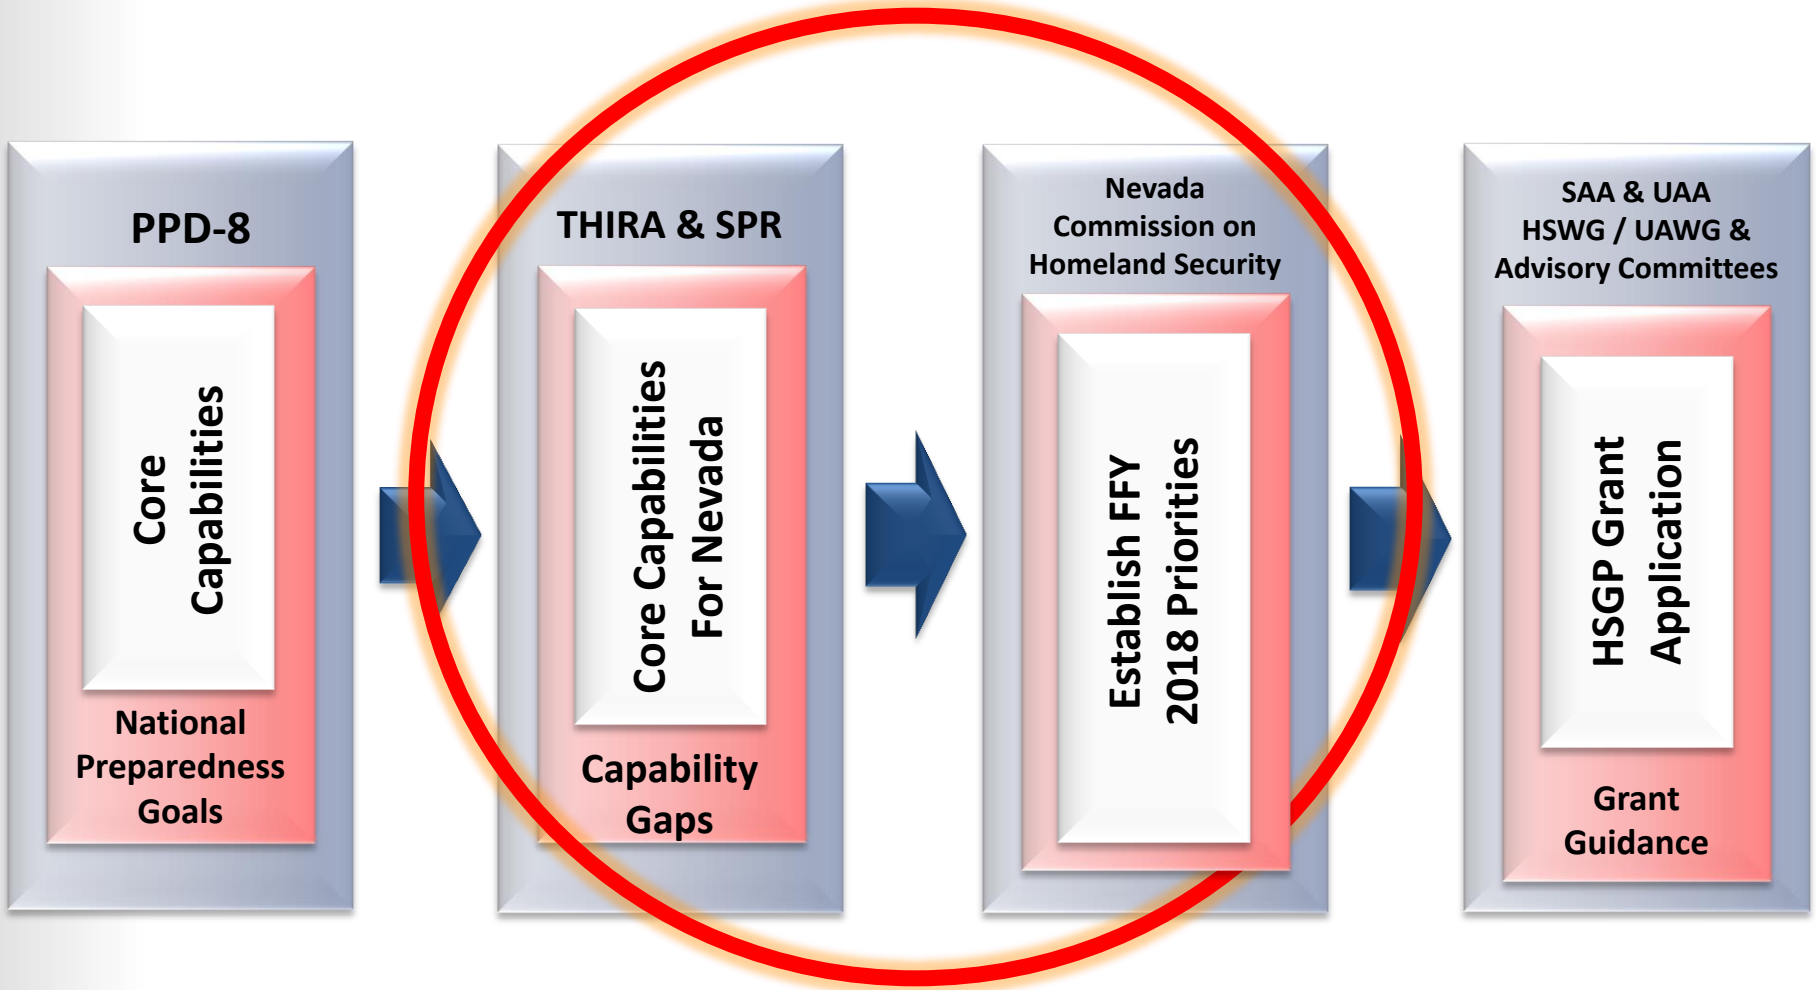 PPD-8
Core
Capabilities
National
Preparedness
Goals
THIRA & SPR
Core Capabilities
For Nevada
Capability
Gaps
Nevada
Commission on
Homeland Security
Establish FFY
2018 Priorities
SAA & UAA
HSWG / UAWG &
Advisory Committees
HSGP Grant
Application
Grant
Guidance